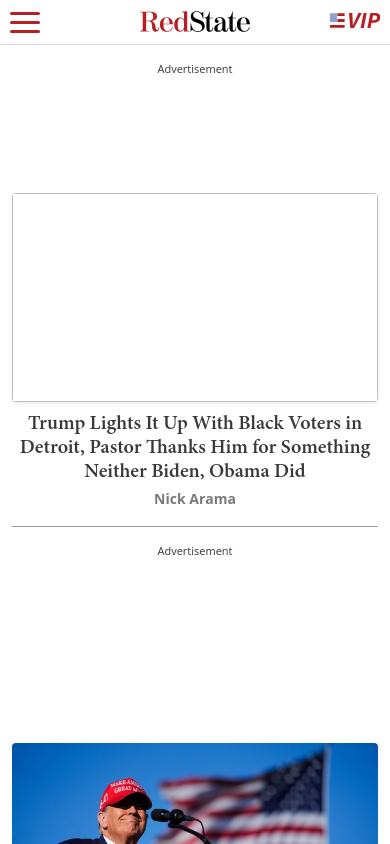 RedState
VIP
Advertisement
Trump Lights It Up With Black Voters in
Detroit, Pastor Thanks Him for Something
Neither Biden, Obama Did
Nick Arama
Advertisement
MAKE AMERICA
GREAT